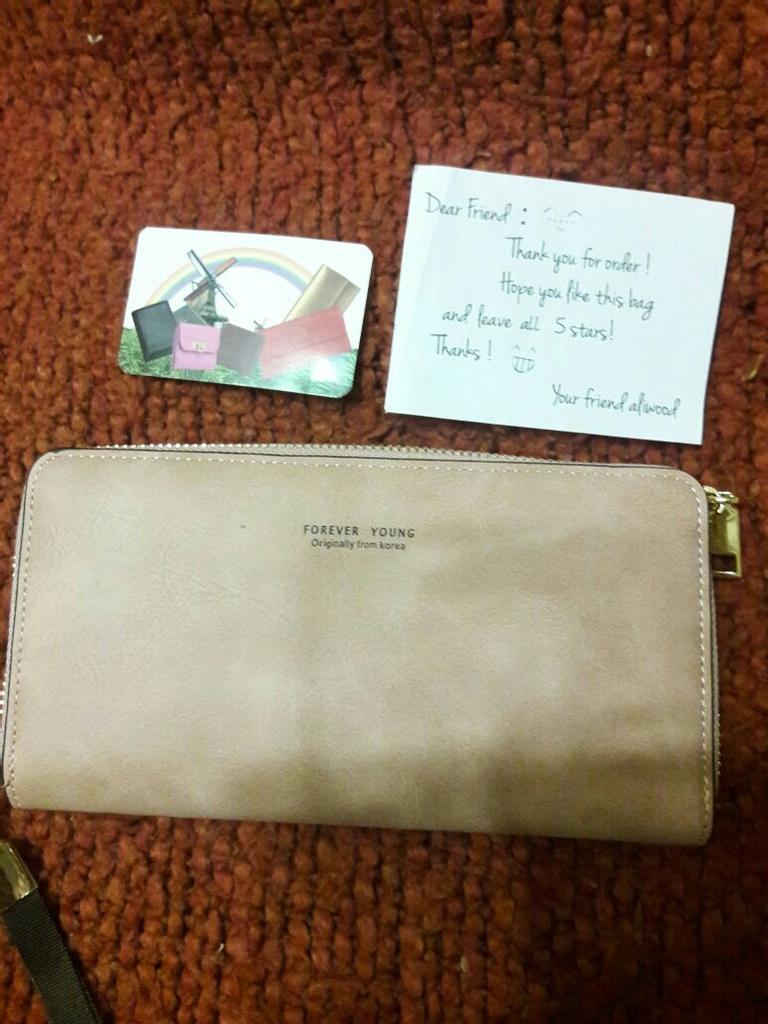 Dear Friend :
Thank you for order !
Hope you like this bag
and leave all 5 stars!
Thanks !
Your friend aliwood
FOREVER YOUNG
Originally from korea